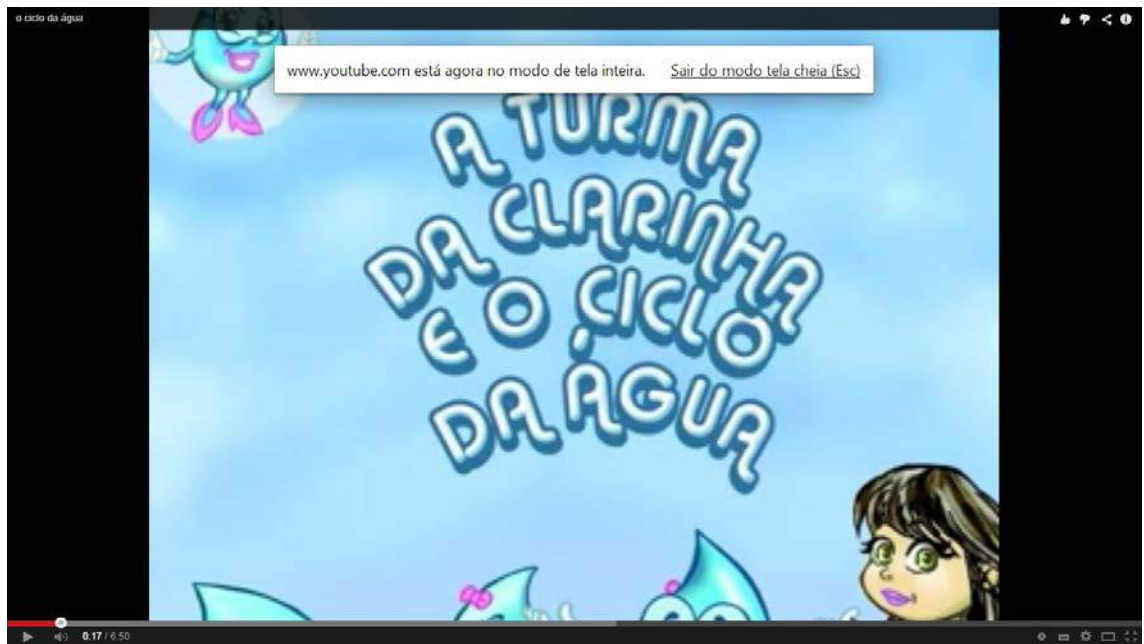 o ciclo da água
www.youtube.com está agora no modo de tela inteira. Sair do modo tela cheia (Esc)
A TURMA
DA CLARINHA
E O CICLO
DA ÁGUA
0:17 / 6:50